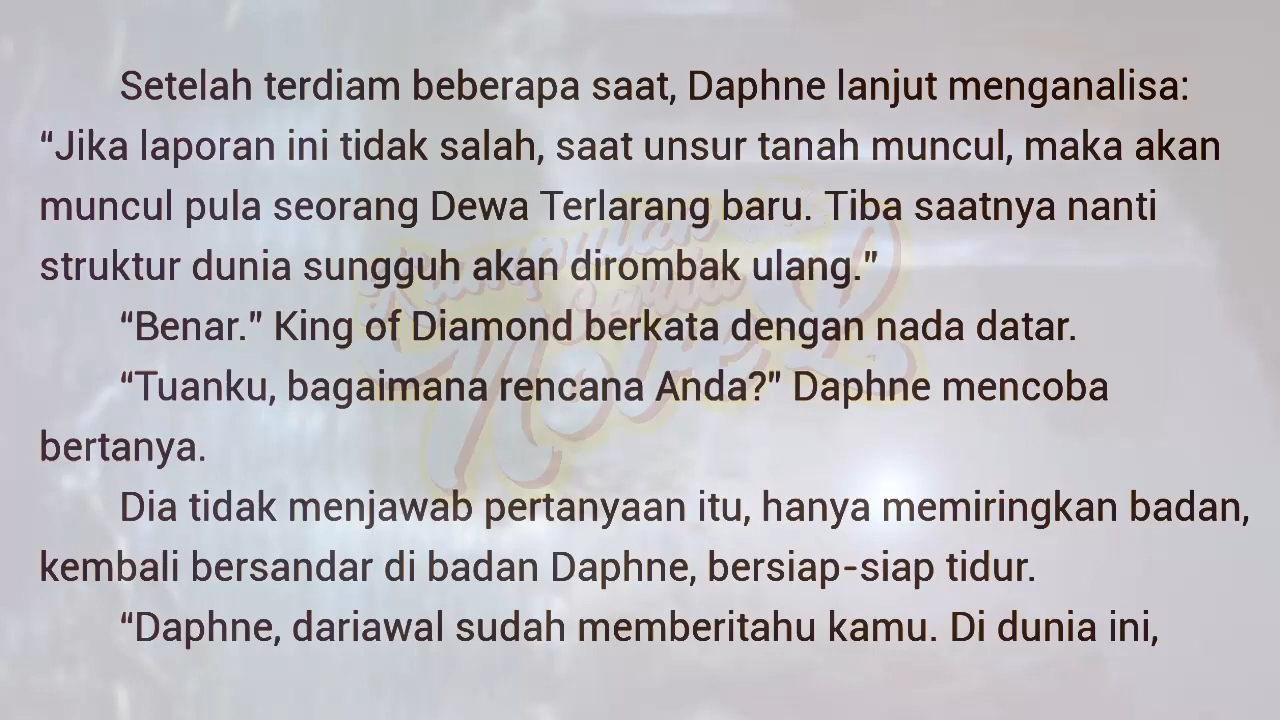 Setelah terdiam beberapa saat, Daphne lanjut menganalisa:
“Jika laporan ini tidak salah, saat unsur tanah muncul, maka akan
muncul pula seorang Dewa Terlarang baru. Tiba saatnya nanti
struktur dunia sungguh akan dirombak ulang.”
“Benar.” King of Diamond berkata dengan nada datar.
“Tuanku, bagaimana rencana Anda?” Daphne mencoba
bertanya.
Dia tidak menjawab pertanyaan itu, hanya memiringkan badan,
kembali bersandar di badan Daphne, bersiap-siap tidur.
“Daphne, dariawal sudah memberitahu kamu. Di dunia ini,